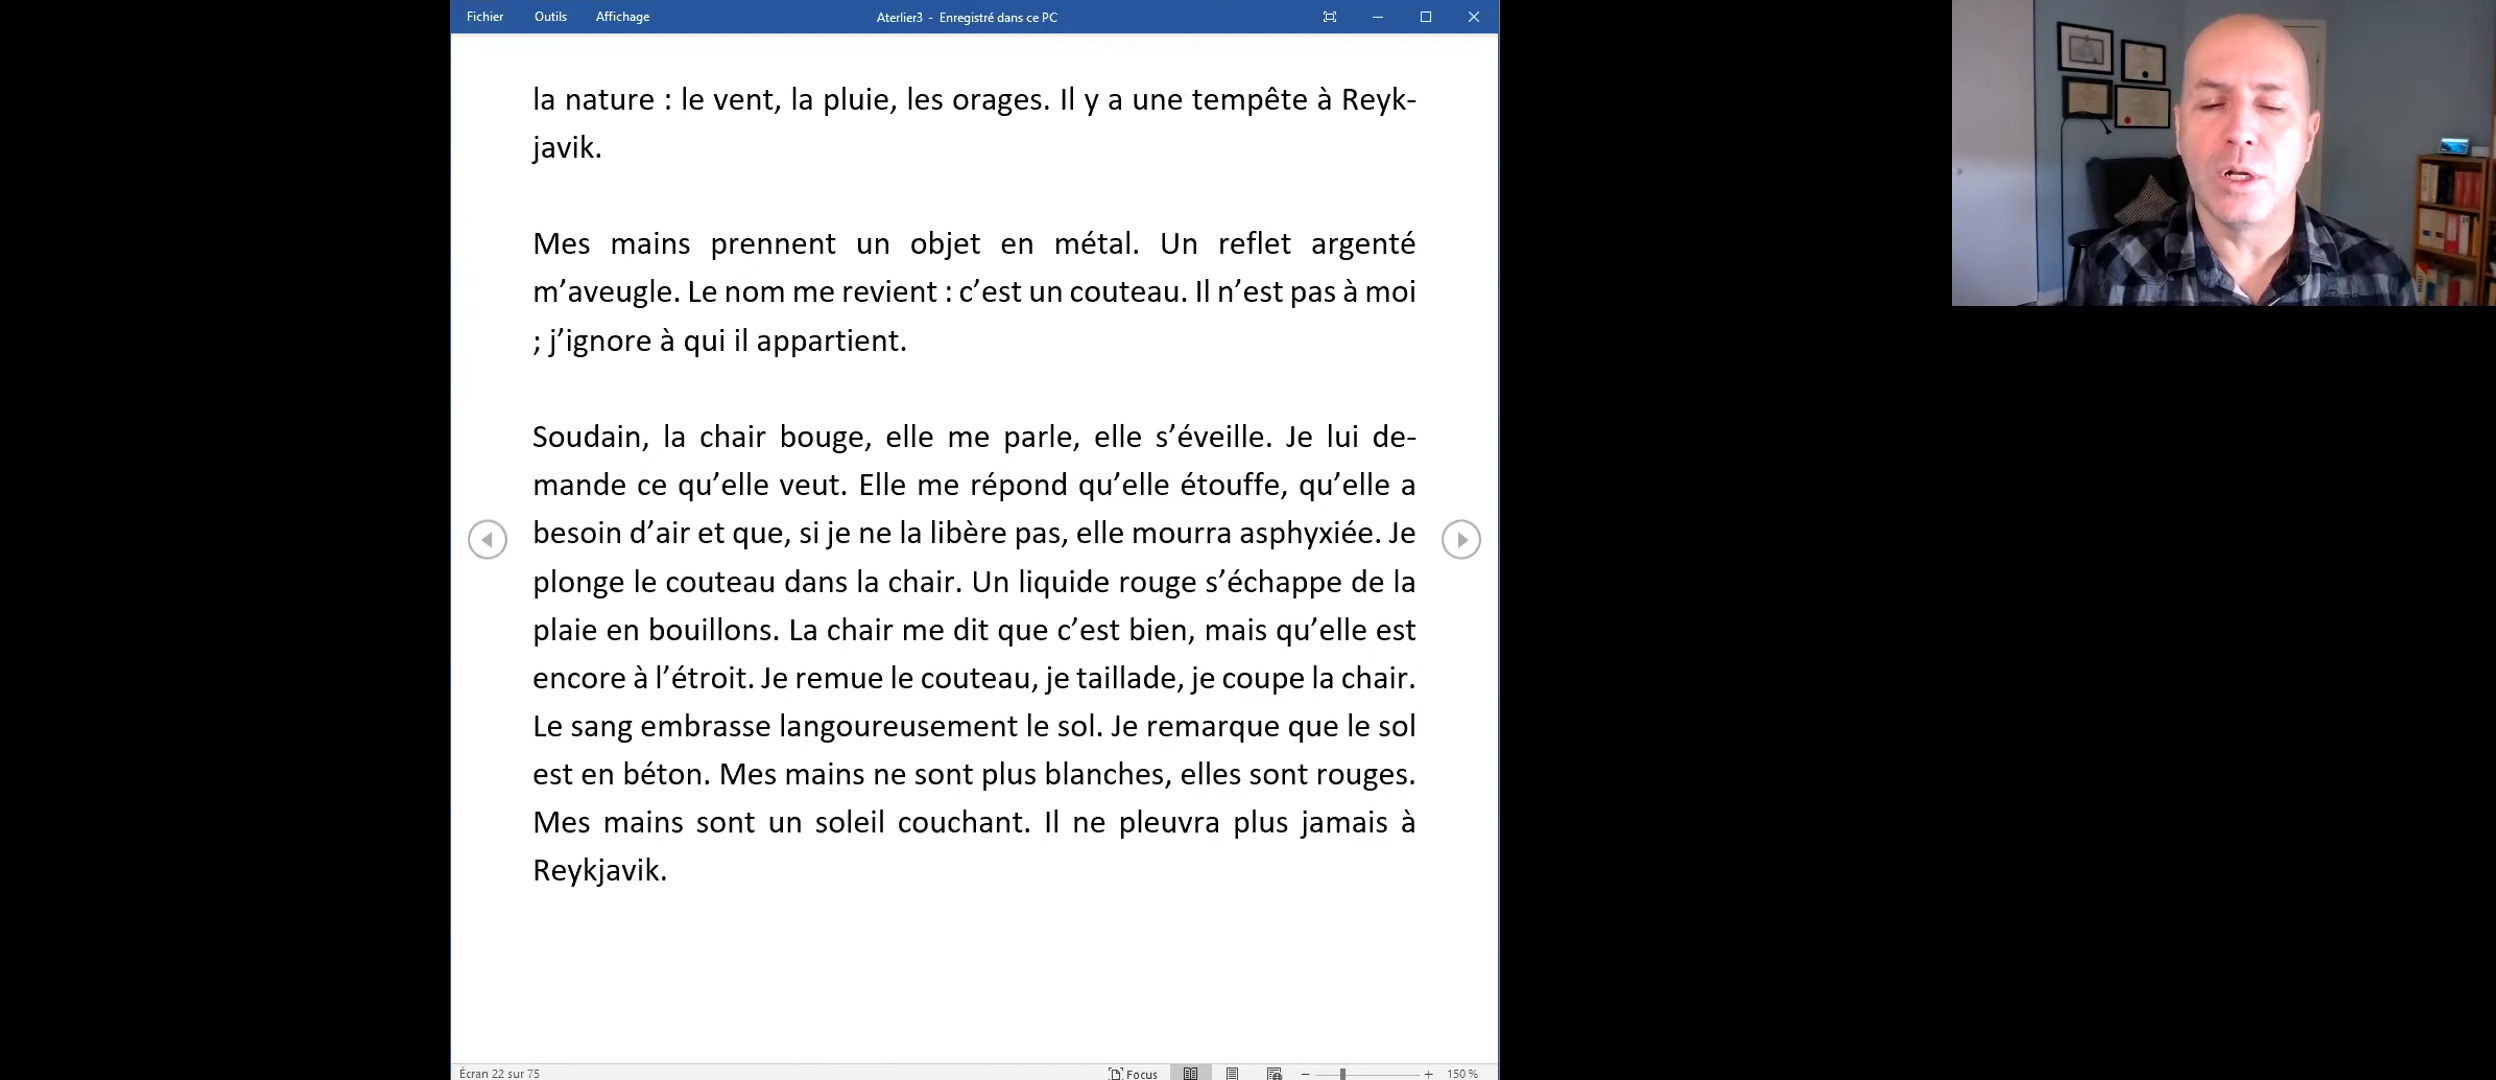 Fichier Outils Affichage Aterlier3 - Enregistré dans ce PC
la nature : le vent, la pluie, les orages. Il y a une tempête à Reyk-
javik.
Mes mains prennent un objet en métal. Un reflet argenté
m’aveugle. Le nom me revient : c’est un couteau. Il n’est pas à moi
; j’ignore à qui il appartient.
Soudain, la chair bouge, elle me parle, elle s’éveille. Je lui de-
mande ce qu’elle veut. Elle me répond qu’elle étouffe, qu’elle a
besoin d’air et que, si je ne la libère pas, elle mourra asphyxiée. Je
plonge le couteau dans la chair. Un liquide rouge s’échappe de la
plaie en bouillons. La chair me dit que c’est bien, mais qu’elle est
encore à l’étroit. Je remue le couteau, je taillade, je coupe la chair.
Le sang embrasse langoureusement le sol. Je remarque que le sol
est en béton. Mes mains ne sont plus blanches, elles sont rouges.
Mes mains sont un soleil couchant. Il ne pleuvra plus jamais à
Reykjavik.
Écran 22 sur 75 Focus 150 %